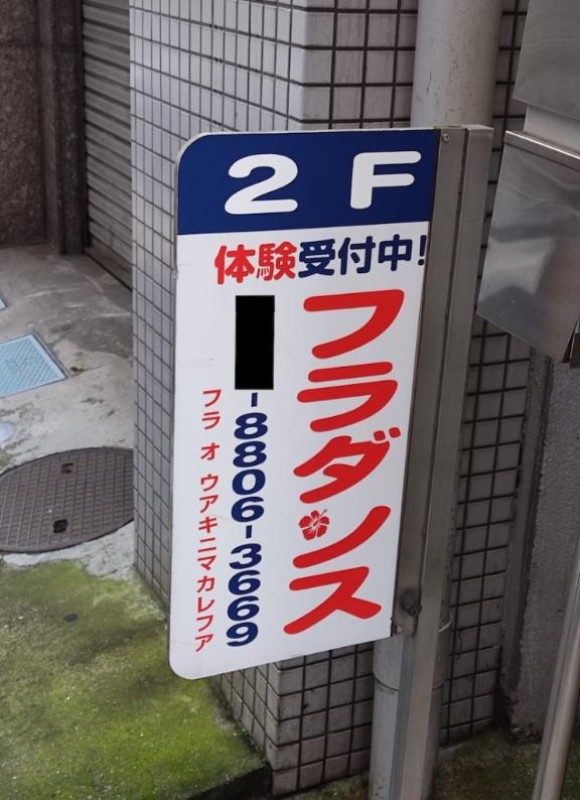 2F
体験受付中!
フラダンス
-8806-3669
フラ オ ウアキニマカレフア